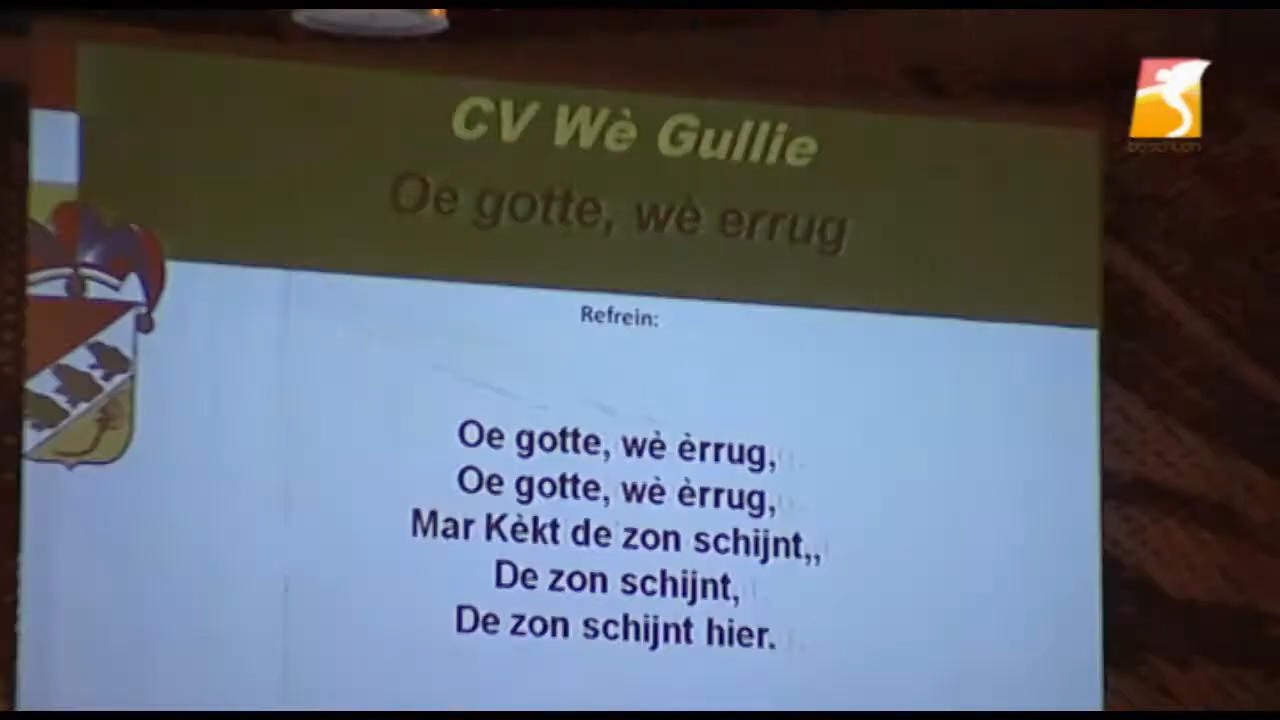 CV Wè Gullie
Oe gotte, wè errug
Refrein:
Oe gotte, wè èrrug,
Oe gotte, wè èrrug,
Mar Kèkt de zon schijnt,,
De zon schijnt,
De zon schijnt hier.